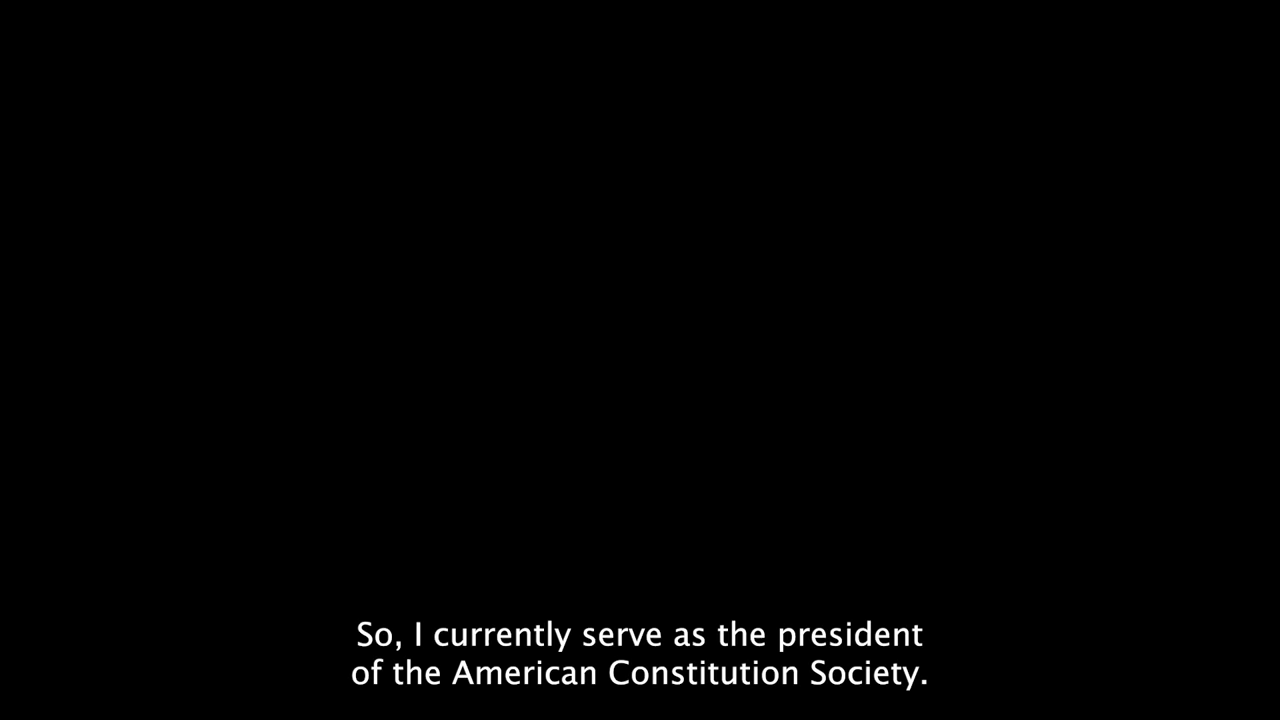 So, I currently serve as the president
of the American Constitution Society.